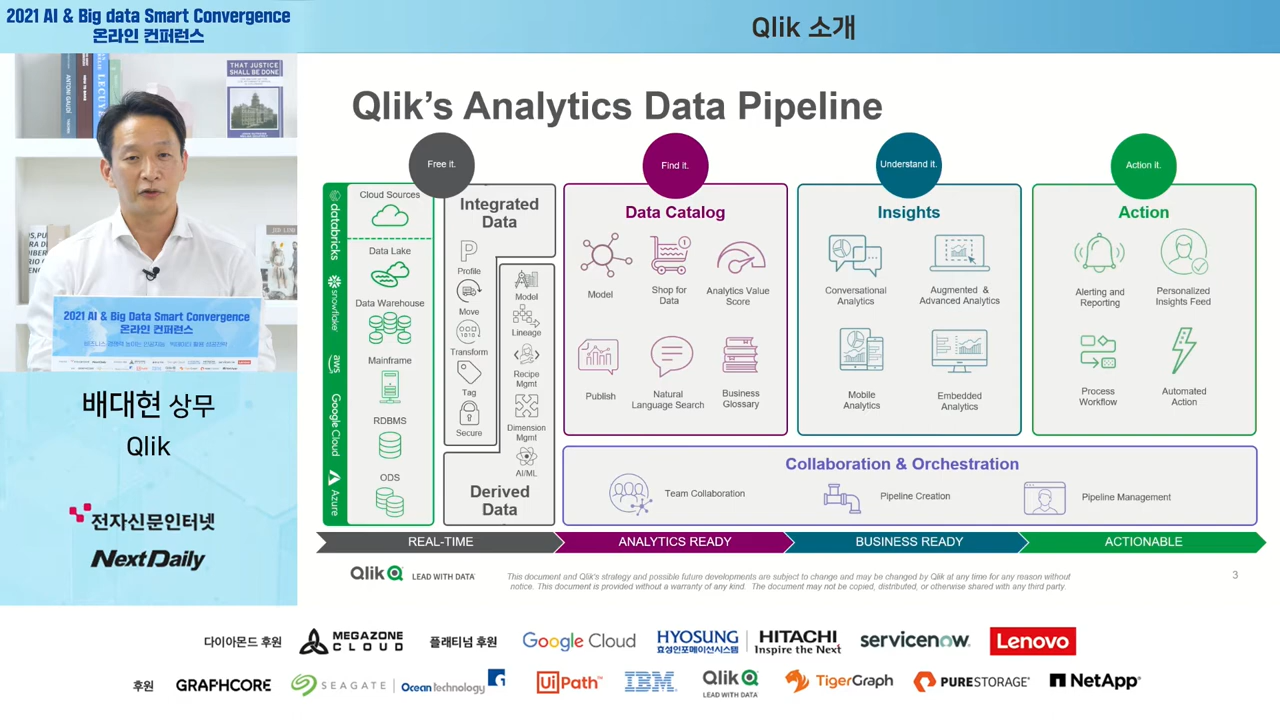 2021 AI & Big data Smart Convergence
온라인 컨퍼런스
Qlik 소개
THAT JUSTICE
SHALL BE DONE
ANTONI GAUDI
2021 AI & Big Data Smart Convergence
온라인 컨퍼런스
배대현 상무
Qlik
전자신문인터넷
NextDaily
Qlik's Analytics Data Pipeline
Free it.
Find it.
Understand it.
Action it.
databricks
snowflake
aws
Google Cloud
Azure
Cloud Sources
Data Lake
Data Warehouse
Mainframe
RDBMS
ODS
Integrated
Data
Profile
Move
Transform
Tag
Secure
Model
Lineage
Recipe
Mgmt
Dimension
Mgmt
AI/ML
Derived
Data
Data Catalog
Model
Shop for
Data
Analytics Value
Score
Publish
Natural
Language Search
Business
Glossary
Insights
Conversational
Analytics
Augmented &
Advanced Analytics
Mobile
Analytics
Embedded
Analytics
Action
Alerting and
Reporting
Personalized
Insights Feed
Process
Workflow
Automated
Action
Collaboration & Orchestration
Team Collaboration
Pipeline Creation
Pipeline Management
REAL-TIME
ANALYTICS READY
BUSINESS READY
ACTIONABLE
Qlik LEAD WITH DATA
This document and Qlik's strategy and possible future developments are subject to change and may be changed by Qlik at any time for any reason without
notice. This document is provided without a warranty of any kind. The document may not be copied, distributed, or otherwise shared with any third party.
3
다이아몬드 후원 MEGAZONE CLOUD 플래티넘 후원 Google Cloud HYOSUNG 효성인포메이션시스템 HITACHI Inspire the Next servicenow Lenovo
후원 GRAPHCORE SEAGATE Ocean technology UiPath IBM Qlik LEAD WITH DATA TigerGraph PURESTORAGE NetApp